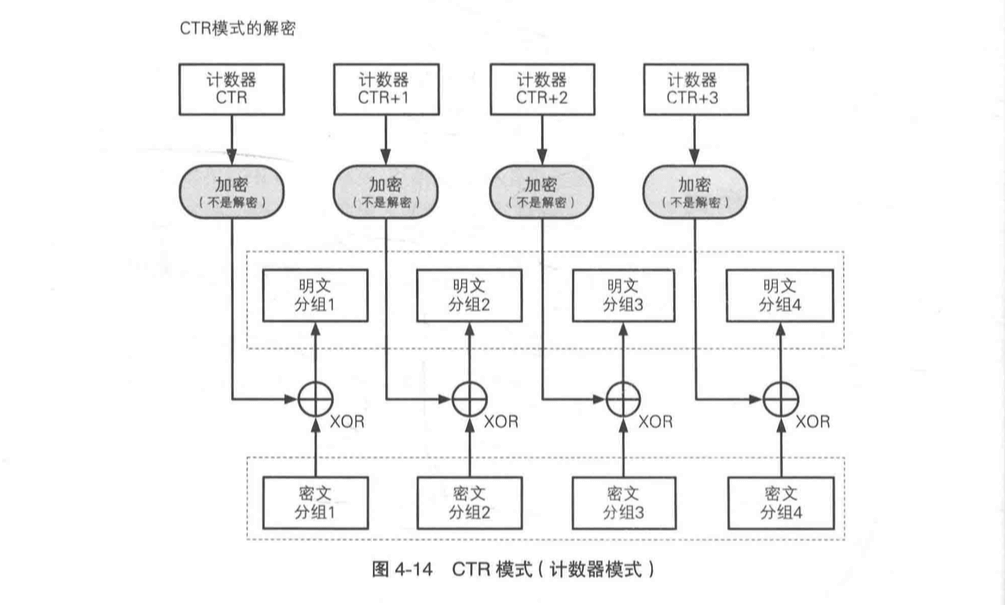 CTR模式的解密
计数器
CTR
计数器
CTR+1
计数器
CTR+2
计数器
CTR+3
加密
（不是解密）
加密
（不是解密）
加密
（不是解密）
加密
（不是解密）
明文
分组1
明文
分组2
明文
分组3
明文
分组4
XOR
XOR
XOR
XOR
密文
分组1
密文
分组2
密文
分组3
密文
分组4
图 4-14 CTR 模式（计数器模式）